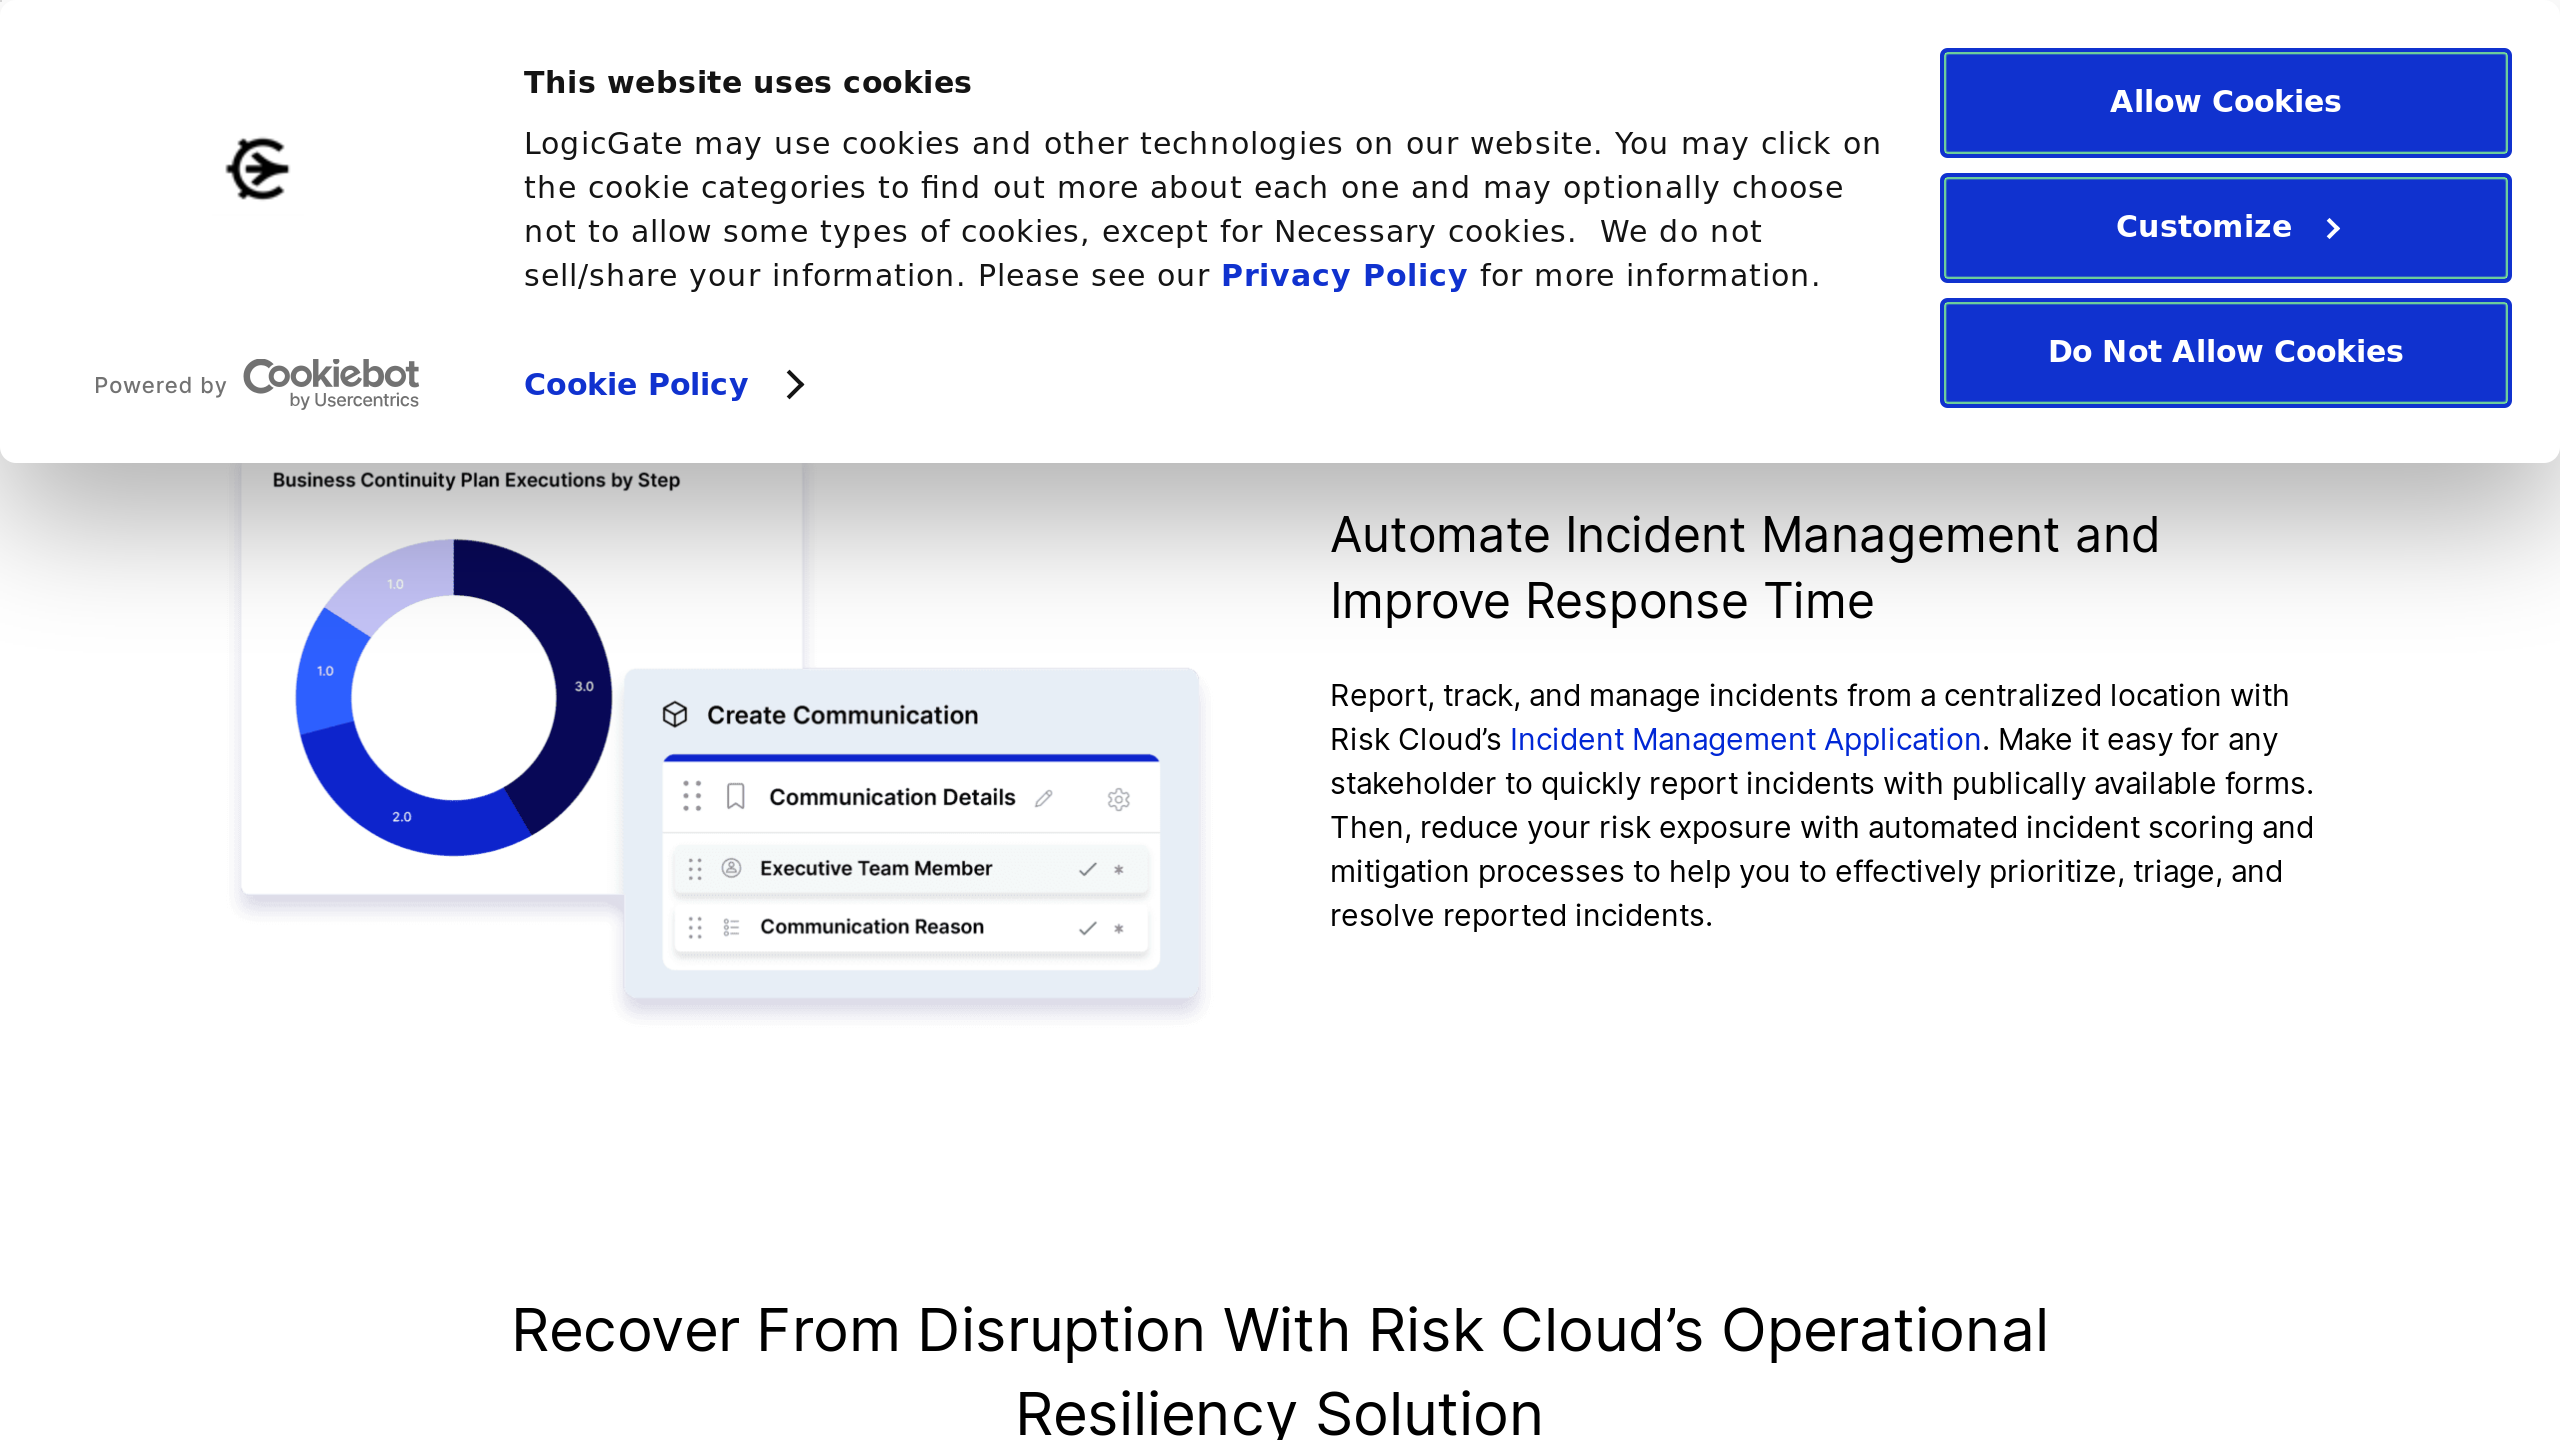 This website uses cookies
LogicGate may use cookies and other technologies on our website. You may click on
the cookie categories to find out more about each one and may optionally choose
not to allow some types of cookies, except for Necessary cookies.  We do not
sell/share your information. Please see our Privacy Policy for more information.
Powered by Cookiebot
by Usercentrics
Cookie Policy
Allow Cookies
Customize
Do Not Allow Cookies
Business Continuity Plan Executions by Step
1.0
1.0
3.0
2.0
Create Communication
Communication Details
Executive Team Member
*
Communication Reason
*
Automate Incident Management and
Improve Response Time
Report, track, and manage incidents from a centralized location with
Risk Cloud’s Incident Management Application. Make it easy for any
stakeholder to quickly report incidents with publically available forms.
Then, reduce your risk exposure with automated incident scoring and
mitigation processes to help you to effectively prioritize, triage, and
resolve reported incidents.
Recover From Disruption With Risk Cloud’s Operational
Resiliency Solution